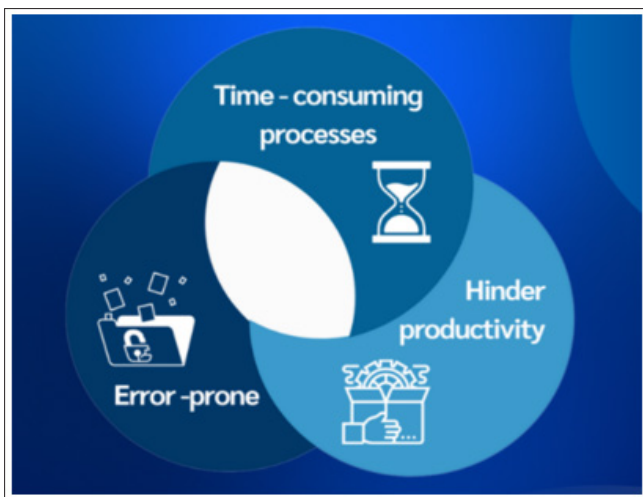 Time - consuming
processes
Hinder
productivity
Error -prone